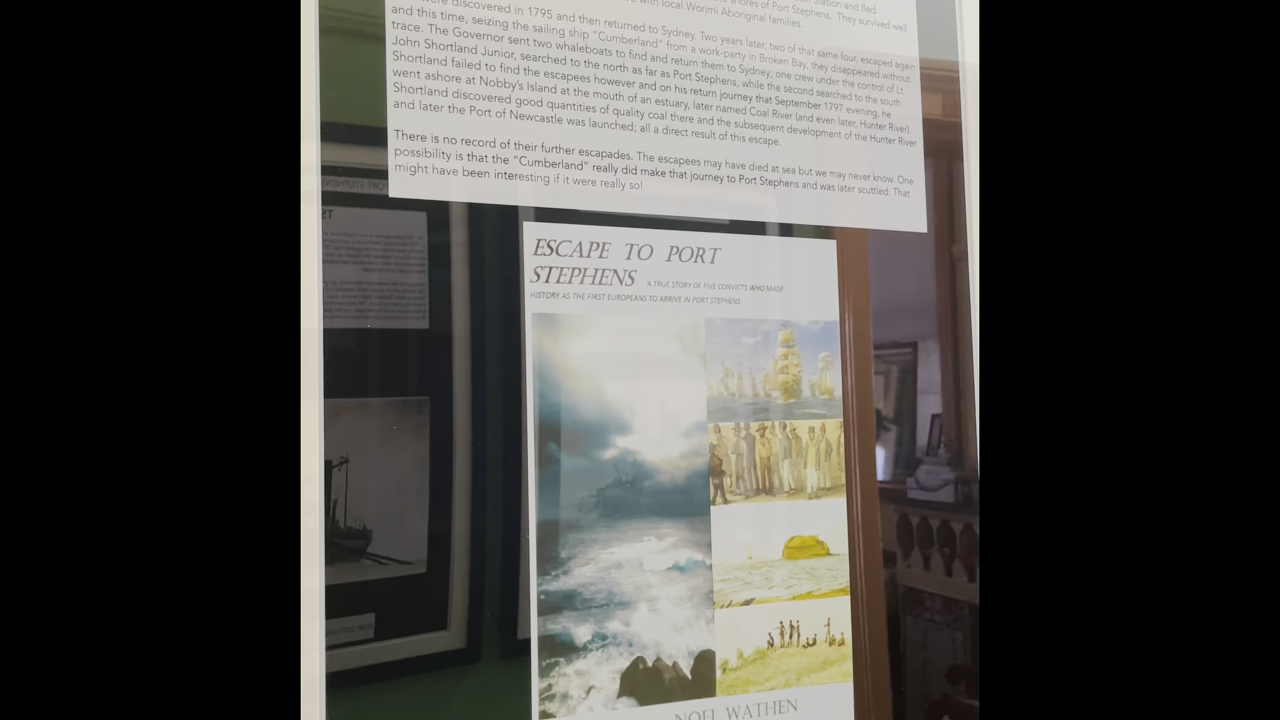 shores of Port Stephens. They survived well
with local Worimi Aboriginal families.
were discovered in 1795 and then returned to Sydney. Two years later, two of that same four, escaped again
and this time, seizing the sailing ship “Cumberland” from a work-party in Broken Bay, they disappeared without
trace. The Governor sent two whaleboats to find and return them to Sydney; one crew under the control of Lt.
John Shortland Junior, searched to the north as far as Port Stephens, while the second searched to the south.
Shortland failed to find the escapees however and on his return journey that September 1797 evening, he
went ashore at Nobby’s Island at the mouth of an estuary, later named Coal River (and even later, Hunter River)
Shortland discovered good quantities of quality coal there and the subsequent development of the Hunter River
and later the Port of Newcastle was launched; all a direct result of this escape.
There is no record of their further escapades. The escapees may have died at sea but we may never know. One
possibility is that the “Cumberland” really did make that journey to Port Stephens and was later scuttled. That
might have been interesting if it were really so!
ESCAPE TO PORT
STEPHENS A TRUE STORY OF FIVE CONVICTS WHO MADE
HISTORY AS THE FIRST EUROPEANS TO ARRIVE IN PORT STEPHENS
NOEL WATHEN